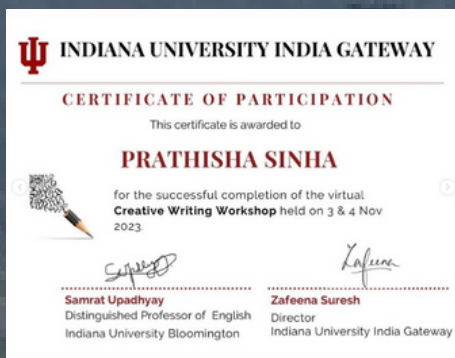 INDIANA UNIVERSITY INDIA GATEWAY
CERTIFICATE OF PARTICIPATION
This certificate is awarded to
PRATHISHA SINHA
for the successful completion of the virtual
Creative Writing Workshop held on 3 & 4 Nov
2023.
Samrat Upadhyay
Distinguished Professor of English
Indiana University Bloomington
Zafeena
Zafeena Suresh
Director
Indiana University India Gateway